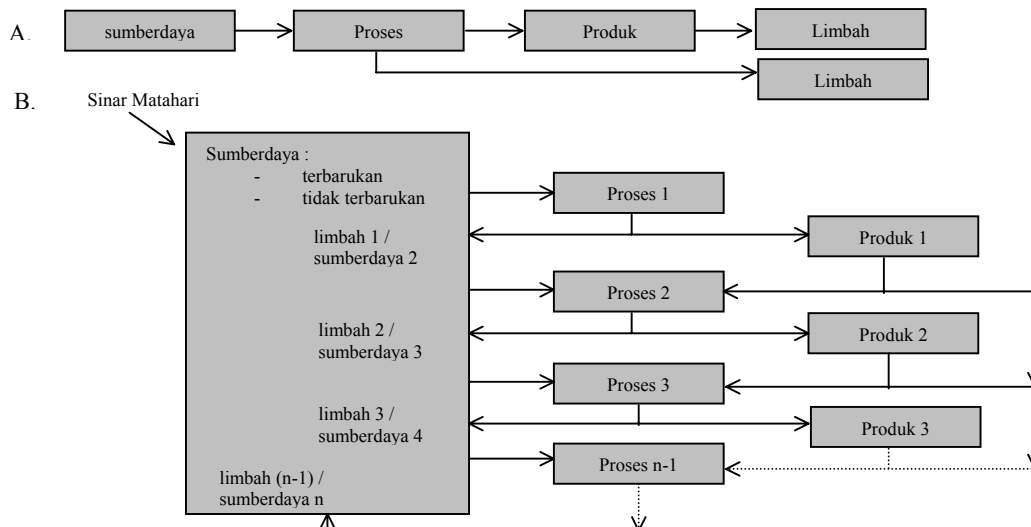 A. sumberdaya Proses Produk Limbah
Limbah
B. Sinar Matahari
Sumberdaya :
- terbarukan
- tidak terbarukan
Proses 1
limbah 1 /
sumberdaya 2
Produk 1
Proses 2
limbah 2 /
sumberdaya 3
Produk 2
Proses 3
limbah 3 /
sumberdaya 4
Produk 3
Proses n-1
limbah (n-1) /
sumberdaya n